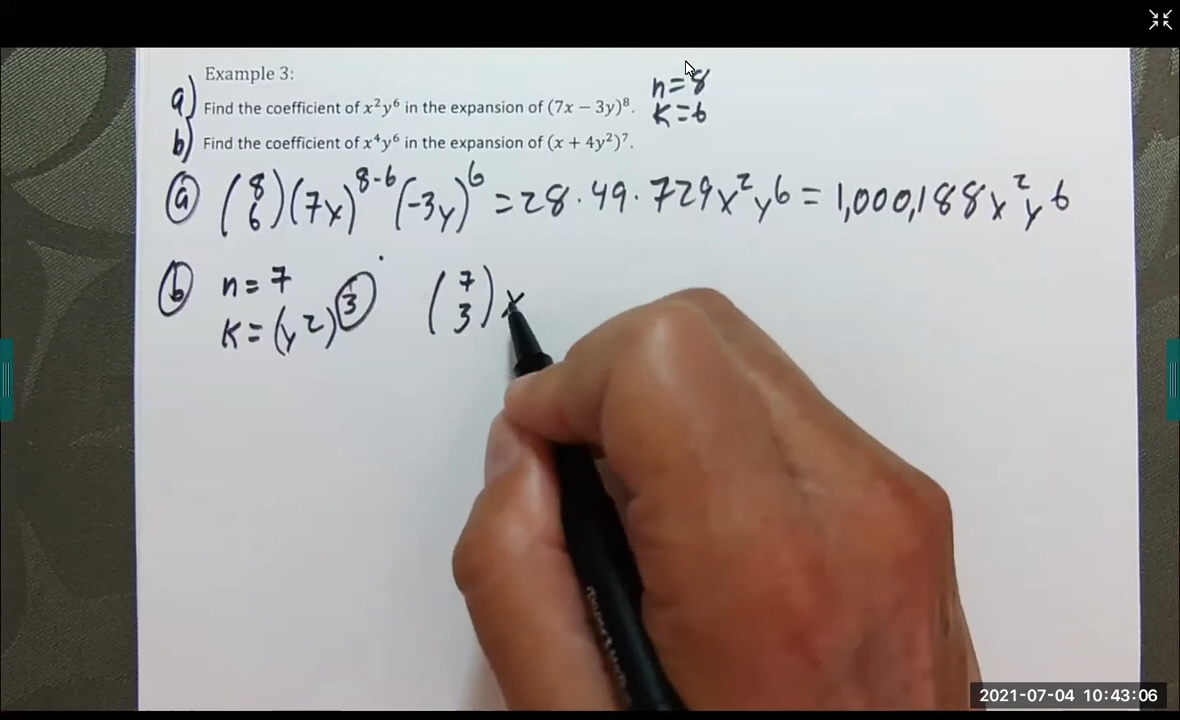 Example 3:
a) Find the coefficient of x²y⁶ in the expansion of (7x − 3y)⁸. n=8
K=6
b) Find the coefficient of x⁴y⁶ in the expansion of (x + 4y²)⁷.
ⓐ (8 6)(7x)⁸⁻⁶(-3y)⁶ = 28·49·729x²y⁶ = 1,000,188x²y⁶
ⓑ n=7 (7 3)x
K=(y²)³
2021-07-04 10:43:06